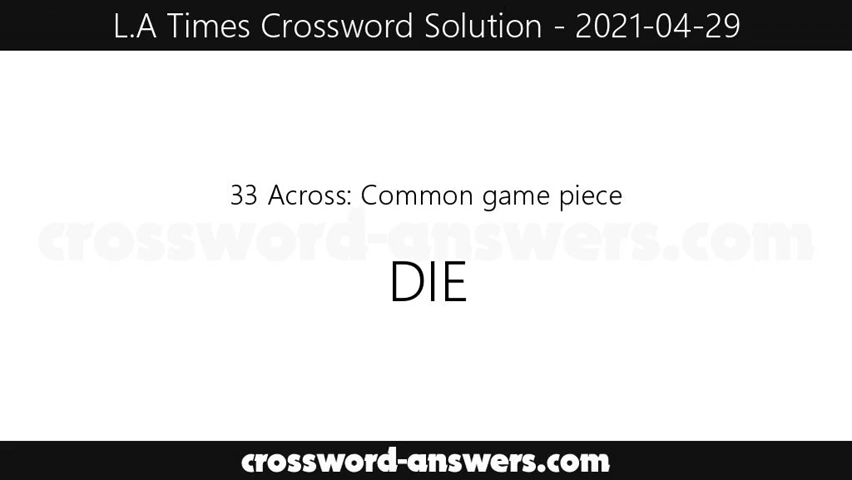 L.A Times Crossword Solution - 2021-04-29
33 Across: Common game piece
crossword-answers.com
DIE
crossword-answers.com